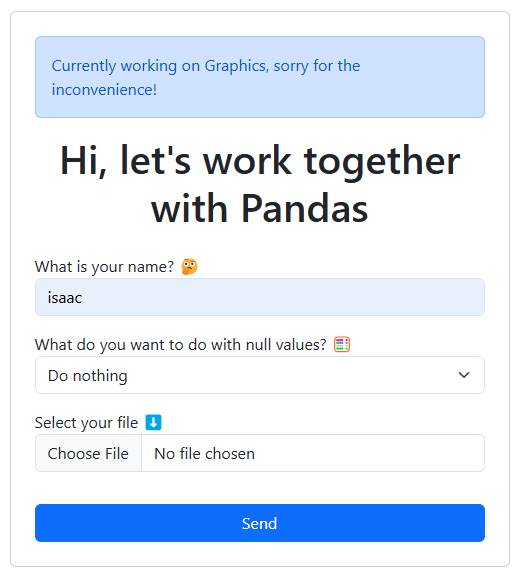 Currently working on Graphics, sorry for the
inconvenience!
Hi, let's work together
with Pandas
What is your name? 🤔
isaac
What do you want to do with null values? 🧮
Do nothing
Select your file ⬇️
Choose File No file chosen
Send